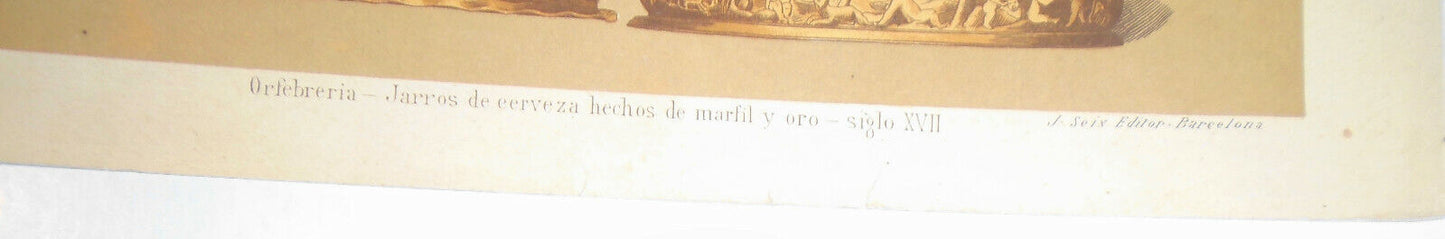 Orfebreria – Jarros de cerveza hechos de marfil y oro – siglo XVII
J. Seix Editor - Barcelona